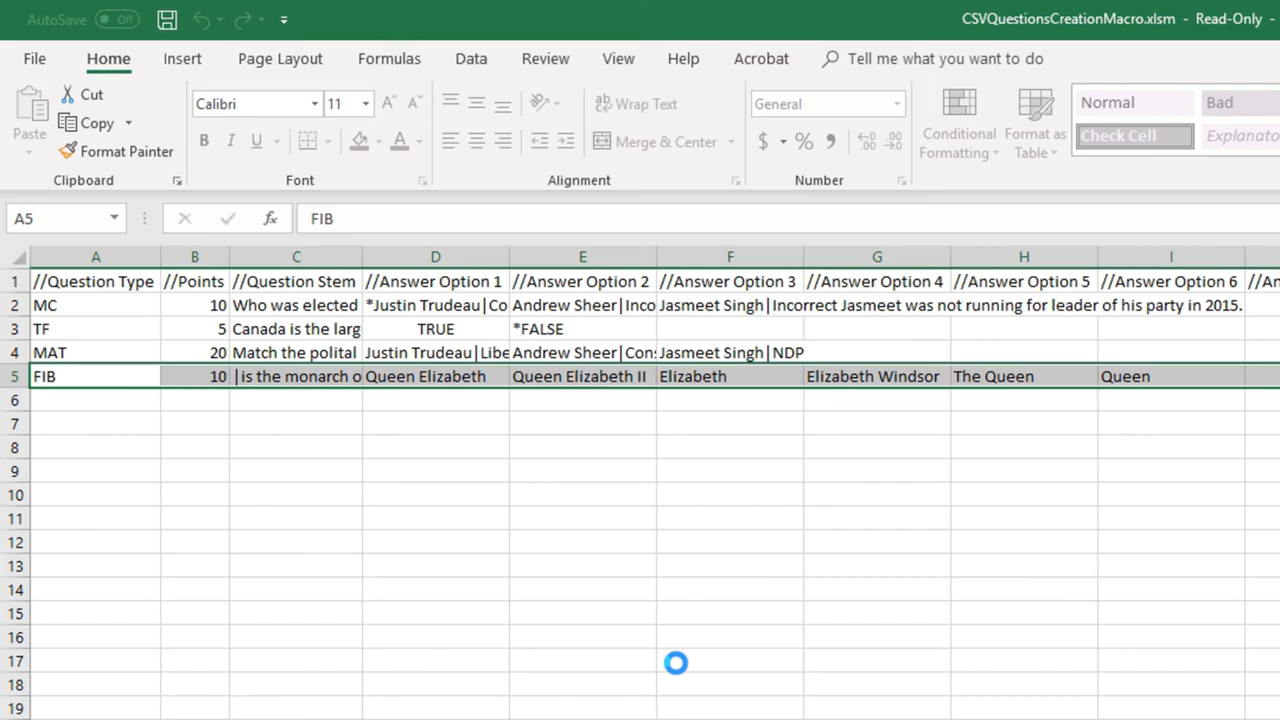 AutoSave Off CSVQuestionsCreationMacro.xlsm - Read-Only -
File Home Insert Page Layout Formulas Data Review View Help Acrobat Tell me what you want to do
Paste Cut Calibri 11 A A Wrap Text General Conditional Formatting Format as Table Normal Bad
Copy B I U A Merge & Center $ % Check Cell Explanato
Format Painter
Clipboard Font Alignment Number
A5 fx FIB
A B C D E F G H I
1 //Question Type //Points //Question Stem //Answer Option 1 //Answer Option 2 //Answer Option 3 //Answer Option 4 //Answer Option 5 //Answer Option 6 //An
2 MC 10 Who was elected *Justin Trudeau|Co Andrew Sheer|Inco Jasmeet Singh|Incorrect Jasmeet was not running for leader of his party in 2015.
3 TF 5 Canada is the larg TRUE *FALSE
4 MAT 20 Match the polital Justin Trudeau|Libe Andrew Sheer|Cons Jasmeet Singh|NDP
5 FIB 10 |is the monarch o Queen Elizabeth Queen Elizabeth II Elizabeth Elizabeth Windsor The Queen Queen
6
7
8
9
10
11
12
13
14
15
16
17
18
19